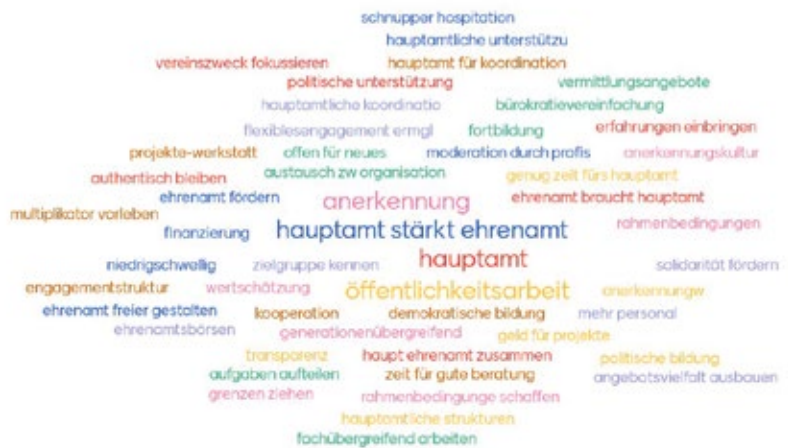 schnupper hospitation
hauptamtliche unterstützu
vereinszweck fokussieren hauptamt für koordination
politische unterstützung vermittlungsangebote
hauptamtliche koordinatio bürokratievereinfachung
flexiblesengagement ermgl fortbildung erfahrungen einbringen
projekte-werkstatt offen für neues moderation durch profis anerkennungskultur
authentisch bleiben austausch zw organisation genug zeit fürs hauptamt
ehrenamt fördern anerkennung ehrenamt braucht hauptamt
multiplikator vorleben
finanzierung hauptamt stärkt ehrenamt rahmenbedingungen
niedrigschwellig zielgruppe kennen hauptamt solidarität fördern
engagementstruktur wertschätzung öffentlichkeitsarbeit anerkennungw
ehrenamt freier gestalten kooperation demokratische bildung mehr personal
ehrenamtsbörsen generationenübergreifend geld für projekte
transparenz haupt ehrenamt zusammen politische bildung
aufgaben aufteilen zeit für gute beratung angebotsvielfalt ausbauen
grenzen ziehen rahmenbedingunge schaffen
hauptamtliche strukturen
fachübergreifend arbeiten